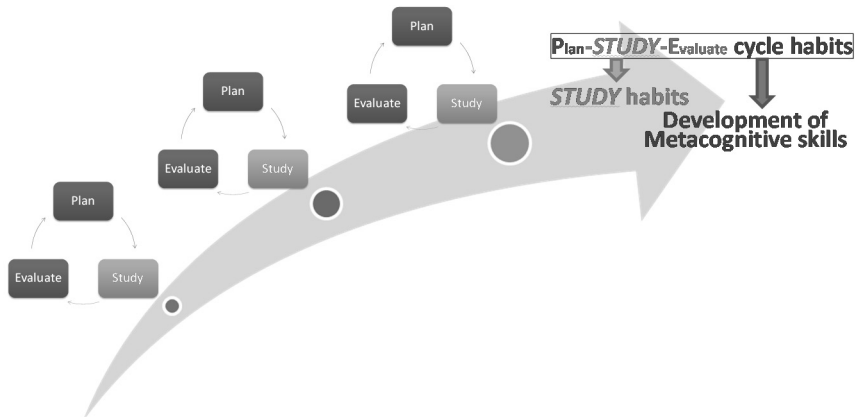 Plan
Evaluate
Study
Plan
Evaluate
Study
Plan
Evaluate
Study
Plan-STUDY-Evaluate cycle habits
STUDY habits
Development of
Metacognitive skills